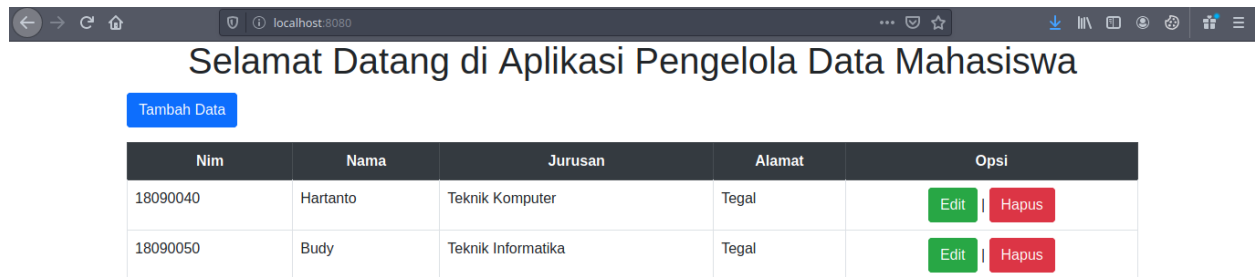 localhost:8080
Selamat Datang di Aplikasi Pengelola Data Mahasiswa
Tambah Data
Nim Nama Jurusan Alamat Opsi
18090040 Hartanto Teknik Komputer Tegal Edit | Hapus
18090050 Budy Teknik Informatika Tegal Edit | Hapus